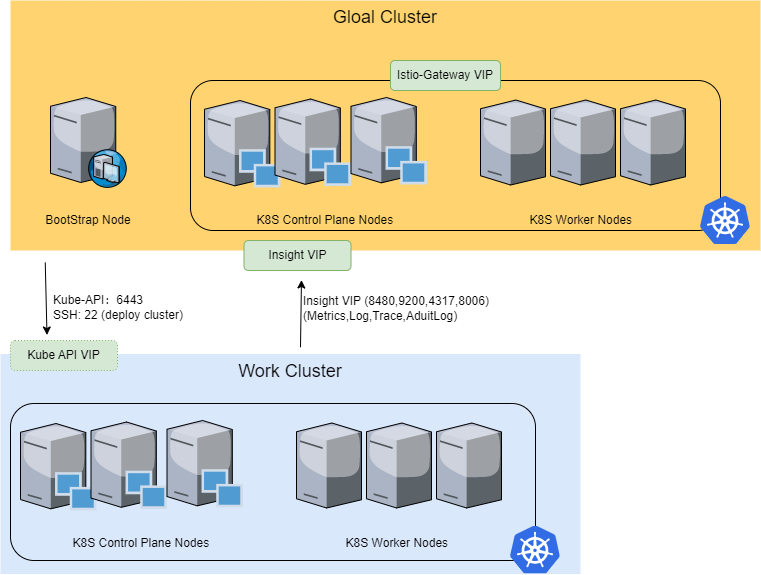 Gloal Cluster
Istio-Gateway VIP
BootStrap Node
K8S Control Plane Nodes
K8S Worker Nodes
Insight VIP
Kube-API：6443
SSH: 22 (deploy cluster)
Insight VIP (8480,9200,4317,8006)
(Metrics,Log,Trace,AduitLog)
Kube API VIP
Work Cluster
K8S Control Plane Nodes
K8S Worker Nodes